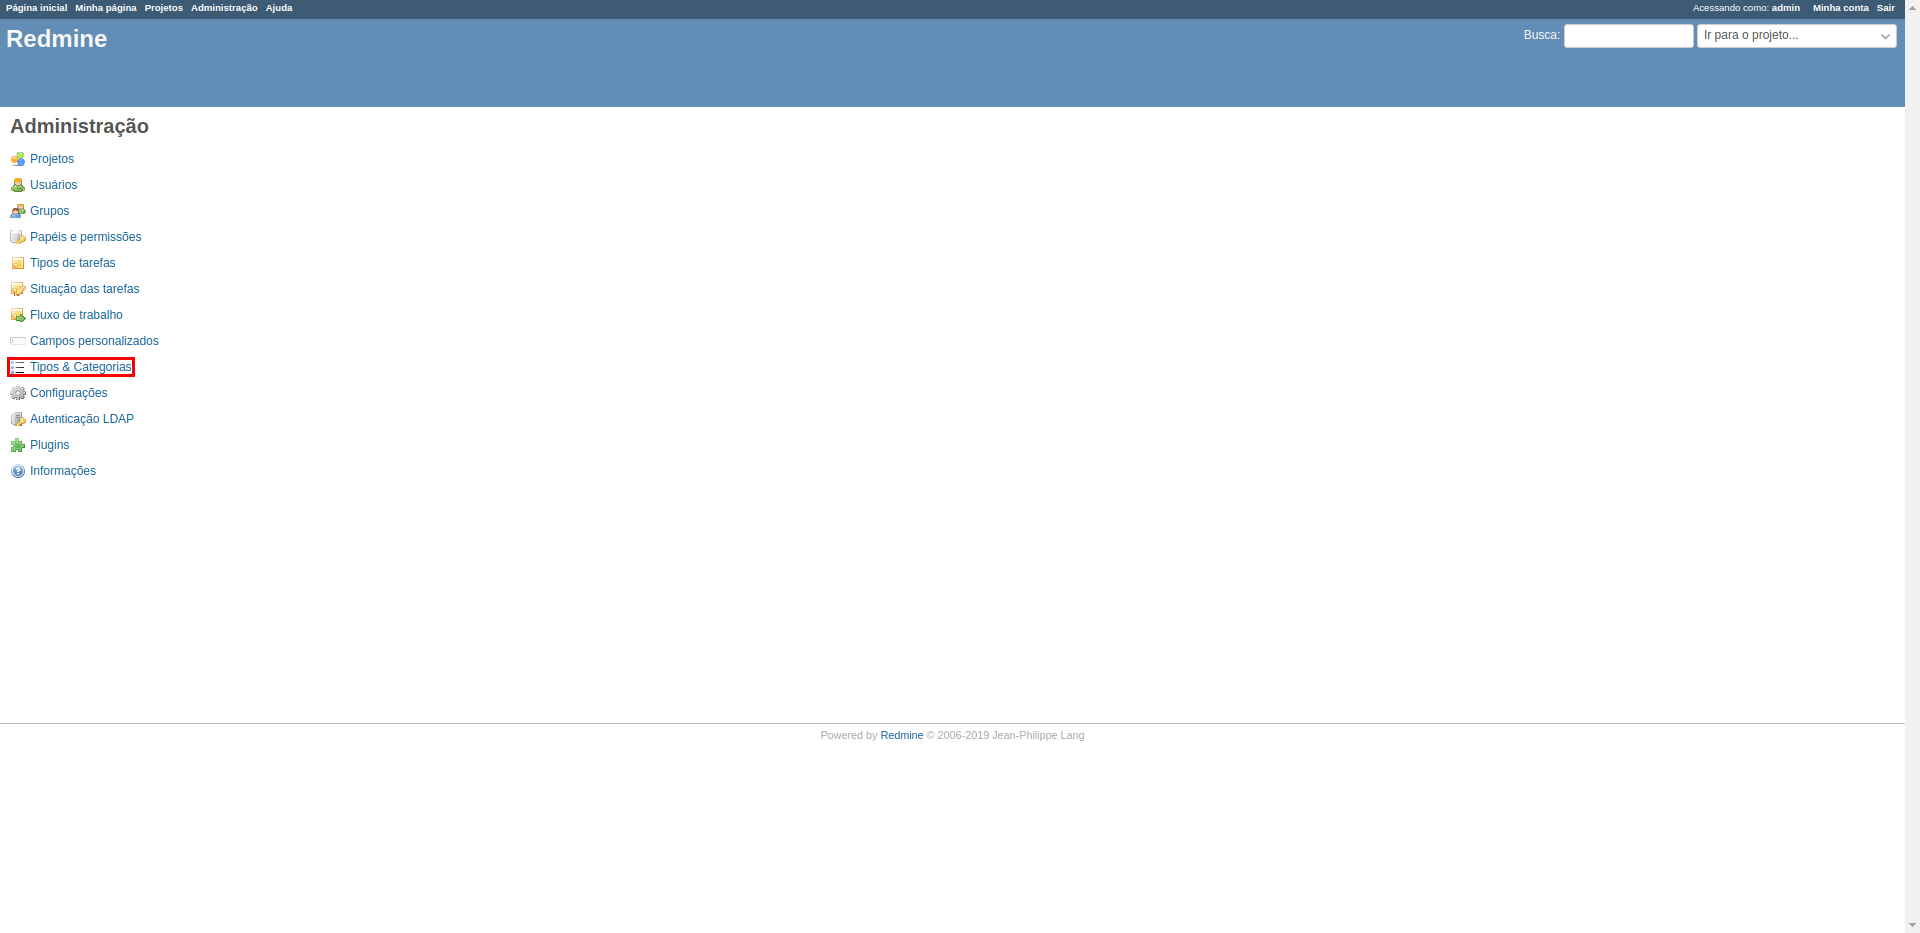 Página inicial Minha página Projetos Administração Ajuda Acessando como: admin Minha conta Sair
Redmine Busca: Ir para o projeto...
Administração
Projetos
Usuários
Grupos
Papéis e permissões
Tipos de tarefas
Situação das tarefas
Fluxo de trabalho
Campos personalizados
Tipos & Categorias
Configurações
Autenticação LDAP
Plugins
Informações
Powered by Redmine © 2006-2019 Jean-Philippe Lang